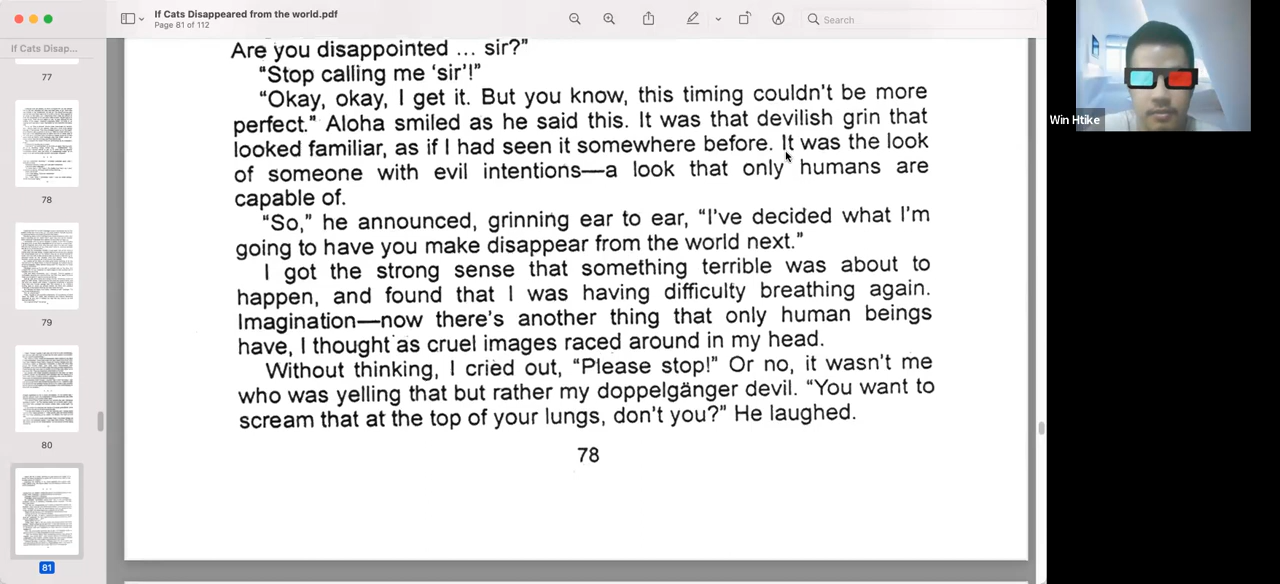 If Cats Disappeared from the world.pdf
Page 81 of 112
Search
If Cats Disap...
77
78
79
80
81
Are you disappointed ... sir?”
“Stop calling me ‘sir’!”
“Okay, okay, I get it. But you know, this timing couldn’t be more
perfect.” Aloha smiled as he said this. It was that devilish grin that
looked familiar, as if I had seen it somewhere before. It was the look
of someone with evil intentions—a look that only humans are
capable of.
“So,” he announced, grinning ear to ear, “I’ve decided what I’m
going to have you make disappear from the world next.”
I got the strong sense that something terrible was about to
happen, and found that I was having difficulty breathing again.
Imagination—now there’s another thing that only human beings
have, I thought as cruel images raced around in my head.
Without thinking, I cried out, “Please stop!” Or no, it wasn’t me
who was yelling that but rather my doppelgänger devil. “You want to
scream that at the top of your lungs, don’t you?” He laughed.
78
Win Htike